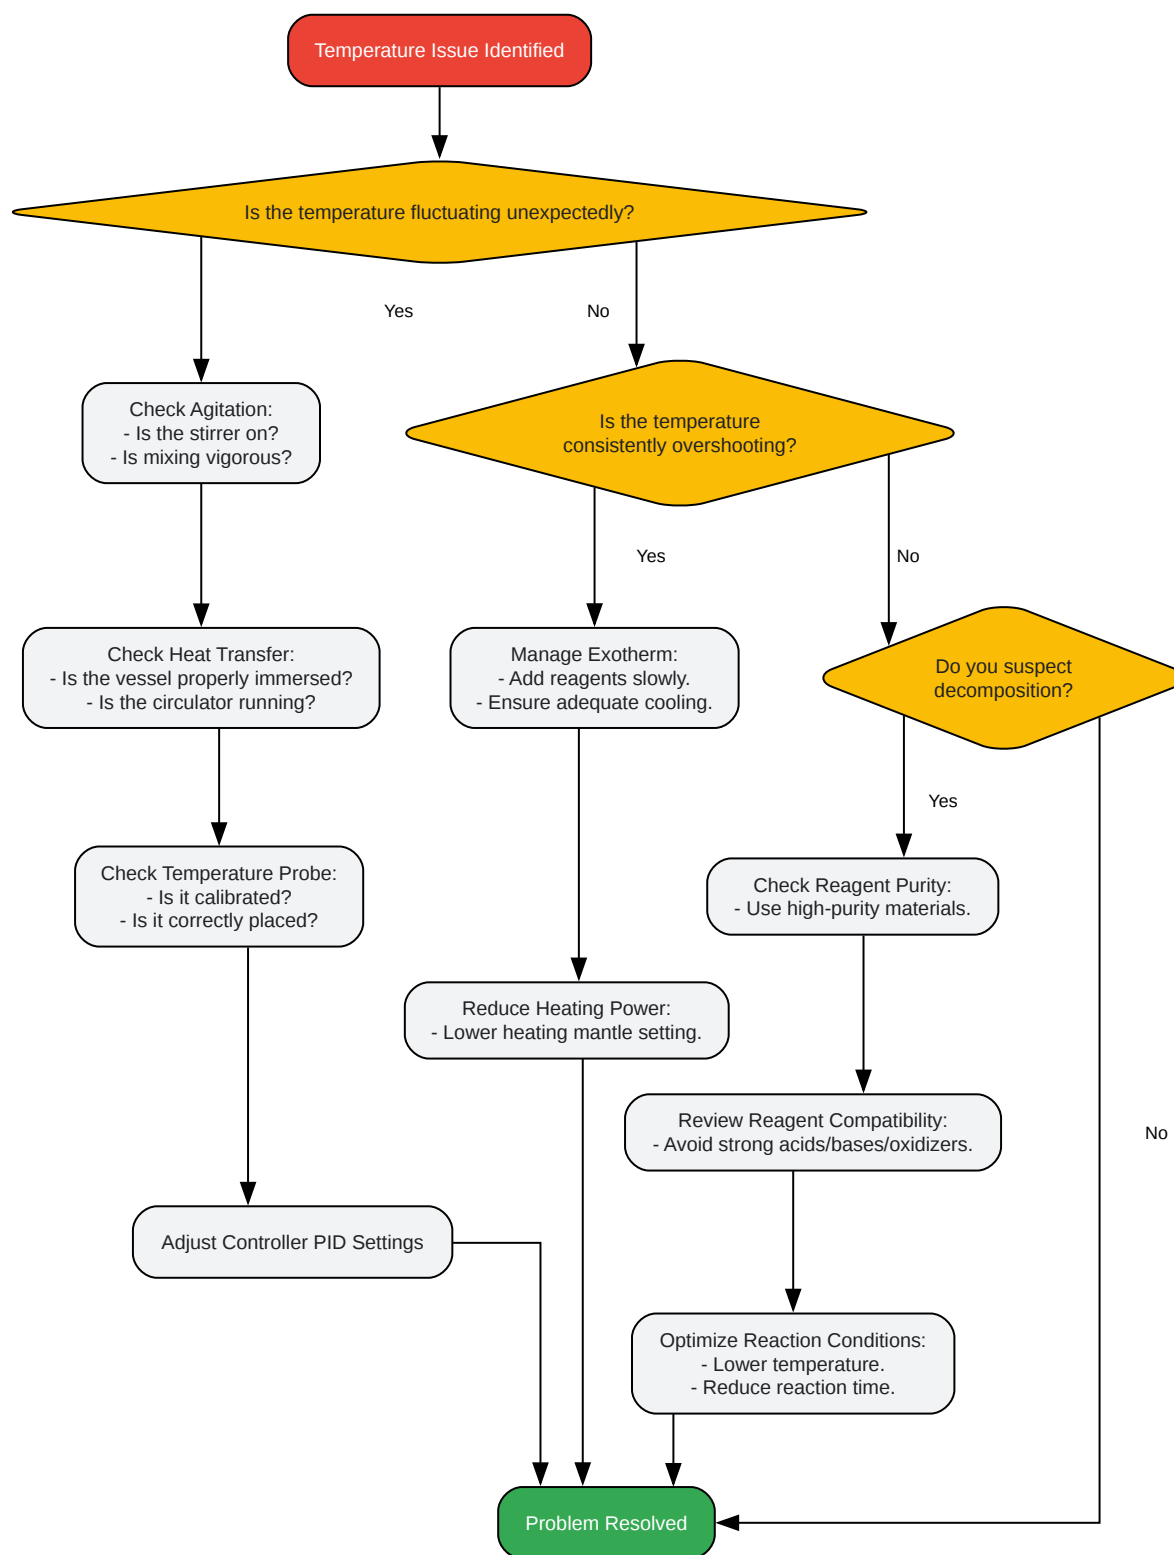 Temperature Issue Identified
Is the temperature fluctuating unexpectedly?
Yes
No
Check Agitation:
- Is the stirrer on?
- Is mixing vigorous?
Is the temperature
consistently overshooting?
Yes
No
Check Heat Transfer:
- Is the vessel properly immersed?
- Is the circulator running?
Manage Exotherm:
- Add reagents slowly.
- Ensure adequate cooling.
Do you suspect
decomposition?
Yes
No
Check Temperature Probe:
- Is it calibrated?
- Is it correctly placed?
Check Reagent Purity:
- Use high-purity materials.
Reduce Heating Power:
- Lower heating mantle setting.
Review Reagent Compatibility:
- Avoid strong acids/bases/oxidizers.
Adjust Controller PID Settings
Optimize Reaction Conditions:
- Lower temperature.
- Reduce reaction time.
Problem Resolved